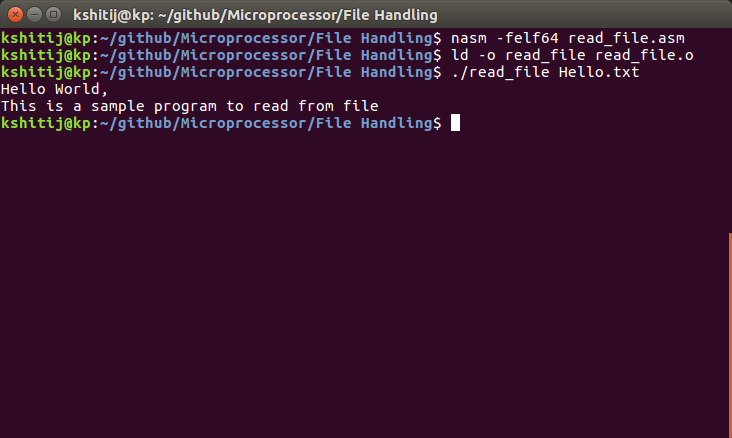 kshitij@kp: ~/github/Microprocessor/File Handling
kshitij@kp:~/github/Microprocessor/File Handling$ nasm -felf64 read_file.asm
kshitij@kp:~/github/Microprocessor/File Handling$ ld -o read_file read_file.o
kshitij@kp:~/github/Microprocessor/File Handling$ ./read_file Hello.txt
Hello World,
This is a sample program to read from file
kshitij@kp:~/github/Microprocessor/File Handling$